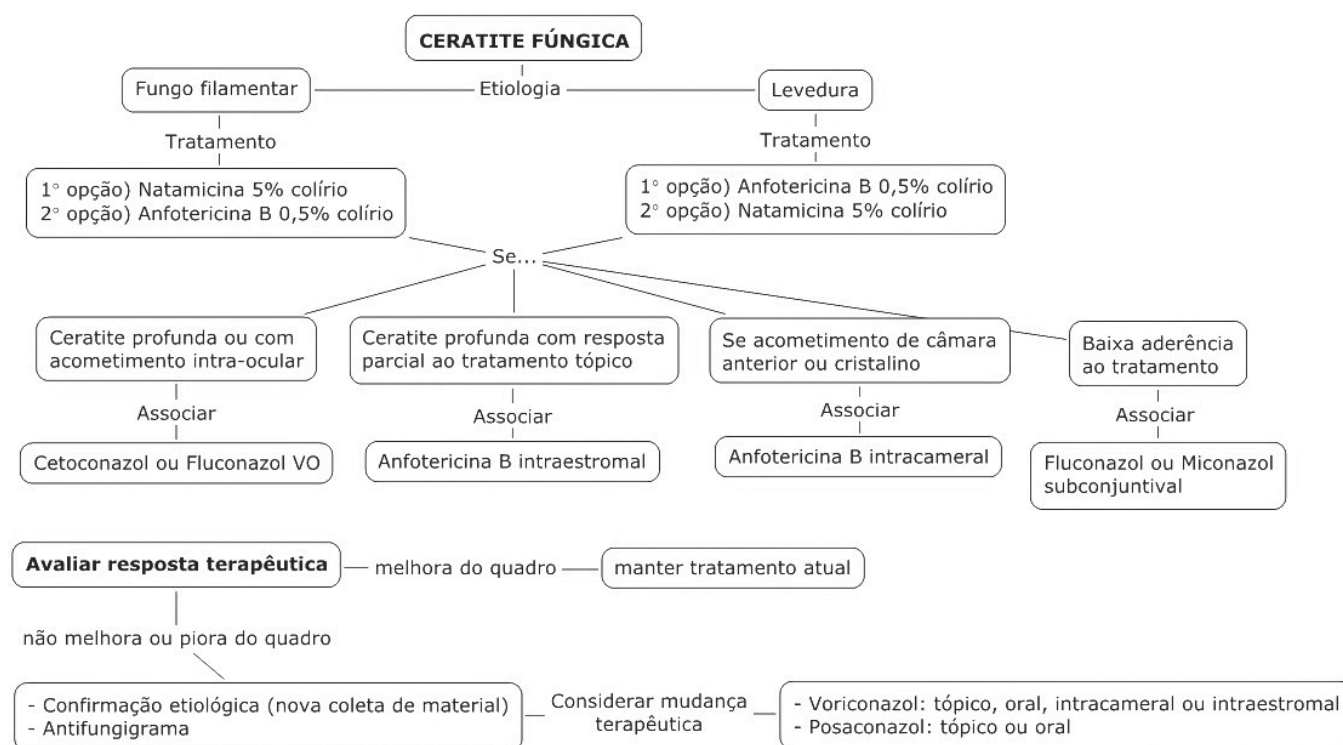 CERATITE FÚNGICA
Fungo filamentar
Etiologia
Levedura
Tratamento
Tratamento
1° opção) Natamicina 5% colírio
2° opção) Anfotericina B 0,5% colírio
1° opção) Anfotericina B 0,5% colírio
2° opção) Natamicina 5% colírio
Se...
Ceratite profunda ou com
acometimento intra-ocular
Ceratite profunda com resposta
parcial ao tratamento tópico
Se acometimento de câmara
anterior ou cristalino
Baixa aderência
ao tratamento
Associar
Associar
Associar
Associar
Cetoconazol ou Fluconazol VO
Anfotericina B intraestromal
Anfotericina B intracameral
Fluconazol ou Miconazol
subconjuntival
Avaliar resposta terapêutica
melhora do quadro
manter tratamento atual
não melhora ou piora do quadro
- Confirmação etiológica (nova coleta de material)
- Antifungigrama
Considerar mudança
terapêutica
- Voriconazol: tópico, oral, intracameral ou intraestromal
- Posaconazol: tópico ou oral